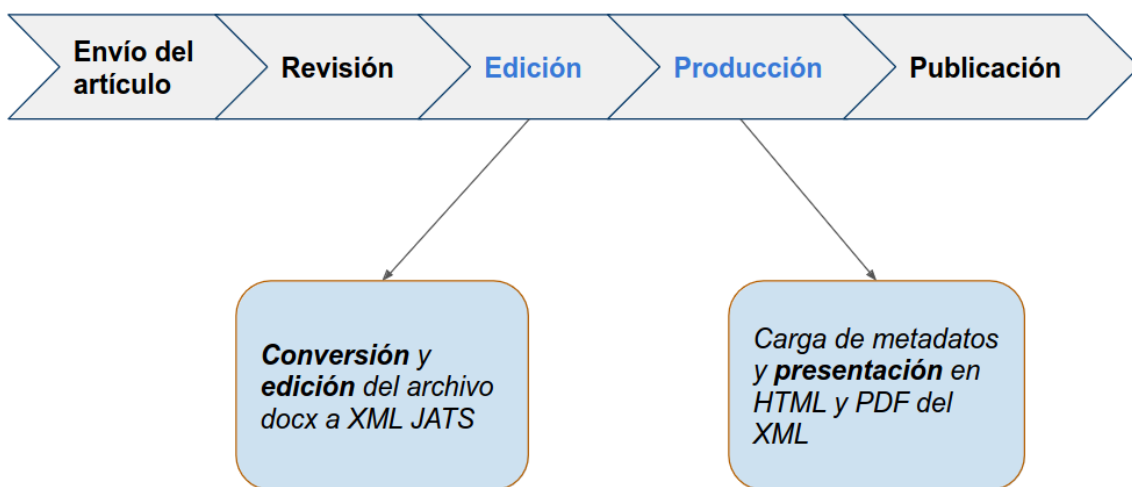 Envío del
artículo
Revisión
Edición
Producción
Publicación
Conversión y
edición del archivo
docx a XML JATS
Carga de metadatos
y presentación en
HTML y PDF del
XML